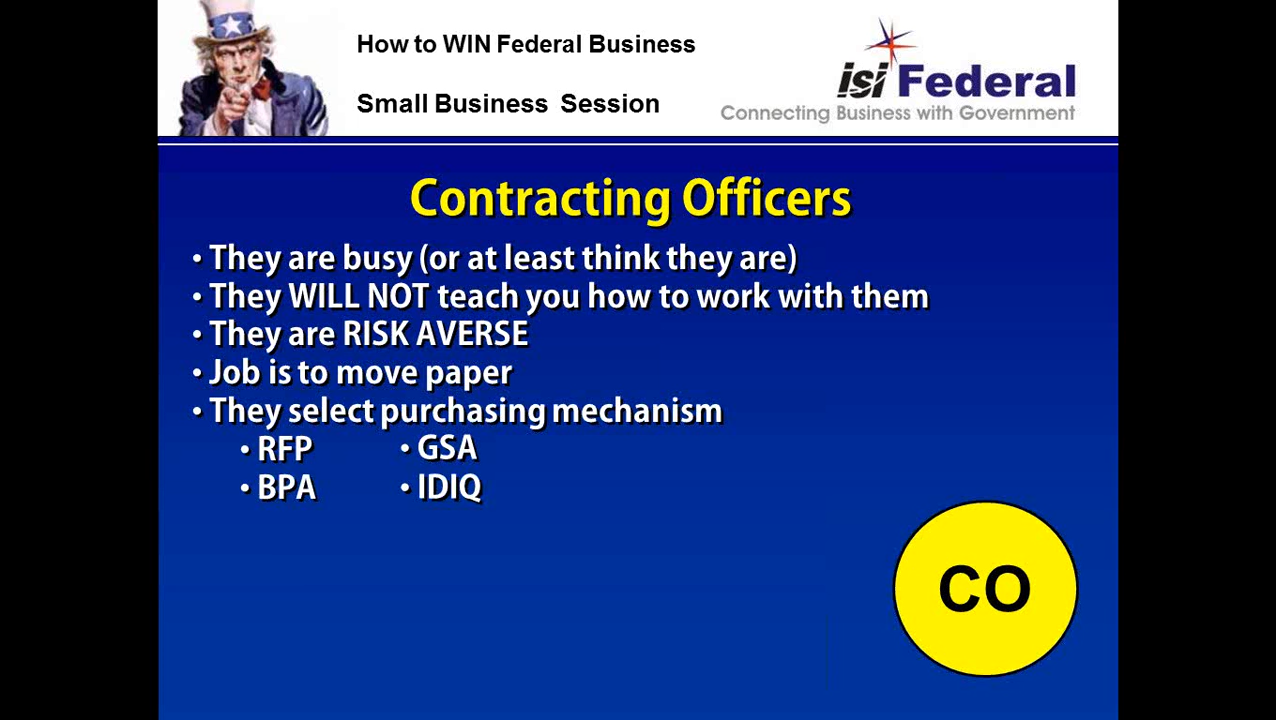 How to WIN Federal Business
Small Business Session
isi Federal
Connecting Business with Government
Contracting Officers
• They are busy (or at least think they are)
• They WILL NOT teach you how to work with them
• They are RISK AVERSE
• Job is to move paper
• They select purchasing mechanism
• RFP • GSA
• BPA • IDIQ
CO